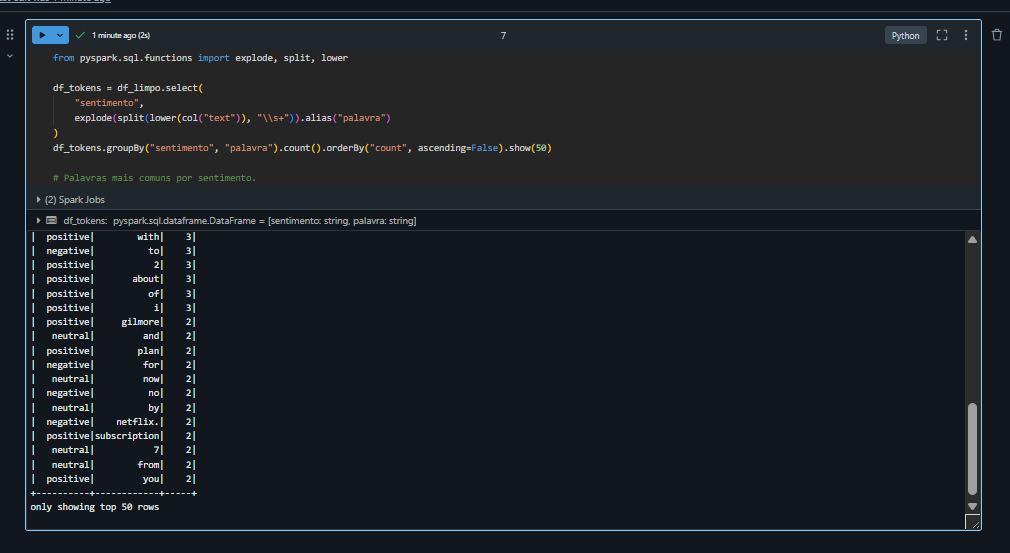 1 minute ago (2s)
7
Python
from pyspark.sql.functions import explode, split, lower
df_tokens = df_limpo.select(
"sentimento",
explode(split(lower(col("text")), "\\s+")).alias("palavra")
)
df_tokens.groupBy("sentimento", "palavra").count().orderBy("count", ascending=False).show(50)
# Palavras mais comuns por sentimento.
(2) Spark Jobs
df_tokens: pyspark.sql.dataframe.DataFrame = [sentimento: string, palavra: string]
| positive| with| 3|
| negative| to| 3|
| positive| 2| 3|
| positive| about| 3|
| positive| of| 3|
| positive| i| 3|
| positive| gilmore| 2|
| neutral| and| 2|
| positive| plan| 2|
| negative| for| 2|
| neutral| now| 2|
| negative| no| 2|
| neutral| by| 2|
| negative| netflix.| 2|
| positive|subscription| 2|
| neutral| 7| 2|
| neutral| from| 2|
| positive| you| 2|
+----------+------------+-----+
only showing top 50 rows